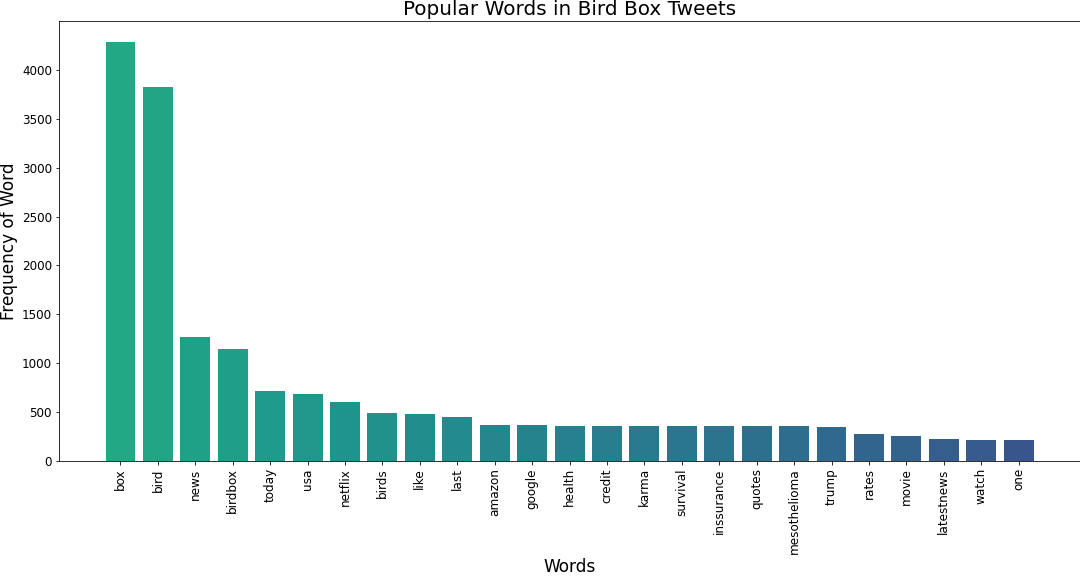 Popular Words in Bird Box Tweets
Frequency of Word
4000
3500
3000
2500
2000
1500
1000
500
0
box
bird
news
birdbox
today
usa
netflix
birds
like
last
amazon
google
health
credit
karma
survival
inssurance
quotes
mesothelioma
trump
rates
movie
latestnews
watch
one
Words